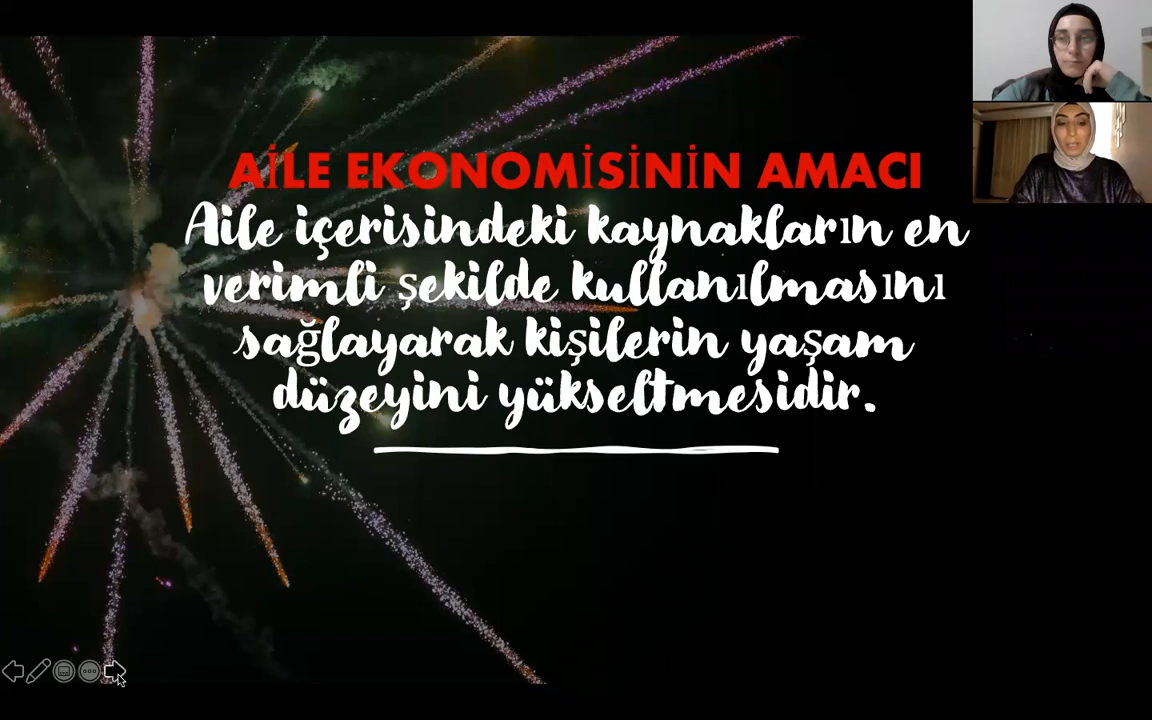 AİLE EKONOMİSİNİN AMACI
Aile içerisindeki kaynakların en
verimli şekilde kullanılmasını
sağlayarak kişilerin yaşam
düzeyini yükseltmesidir.